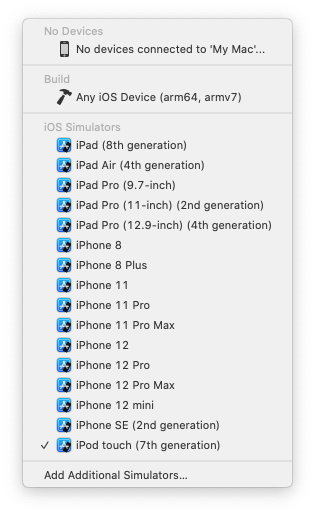 No Devices
No devices connected to 'My Mac'...
Build
Any iOS Device (arm64, armv7)
iOS Simulators
iPad (8th generation)
iPad Air (4th generation)
iPad Pro (9.7-inch)
iPad Pro (11-inch) (2nd generation)
iPad Pro (12.9-inch) (4th generation)
iPhone 8
iPhone 8 Plus
iPhone 11
iPhone 11 Pro
iPhone 11 Pro Max
iPhone 12
iPhone 12 Pro
iPhone 12 Pro Max
iPhone 12 mini
iPhone SE (2nd generation)
✓ iPod touch (7th generation)
Add Additional Simulators...